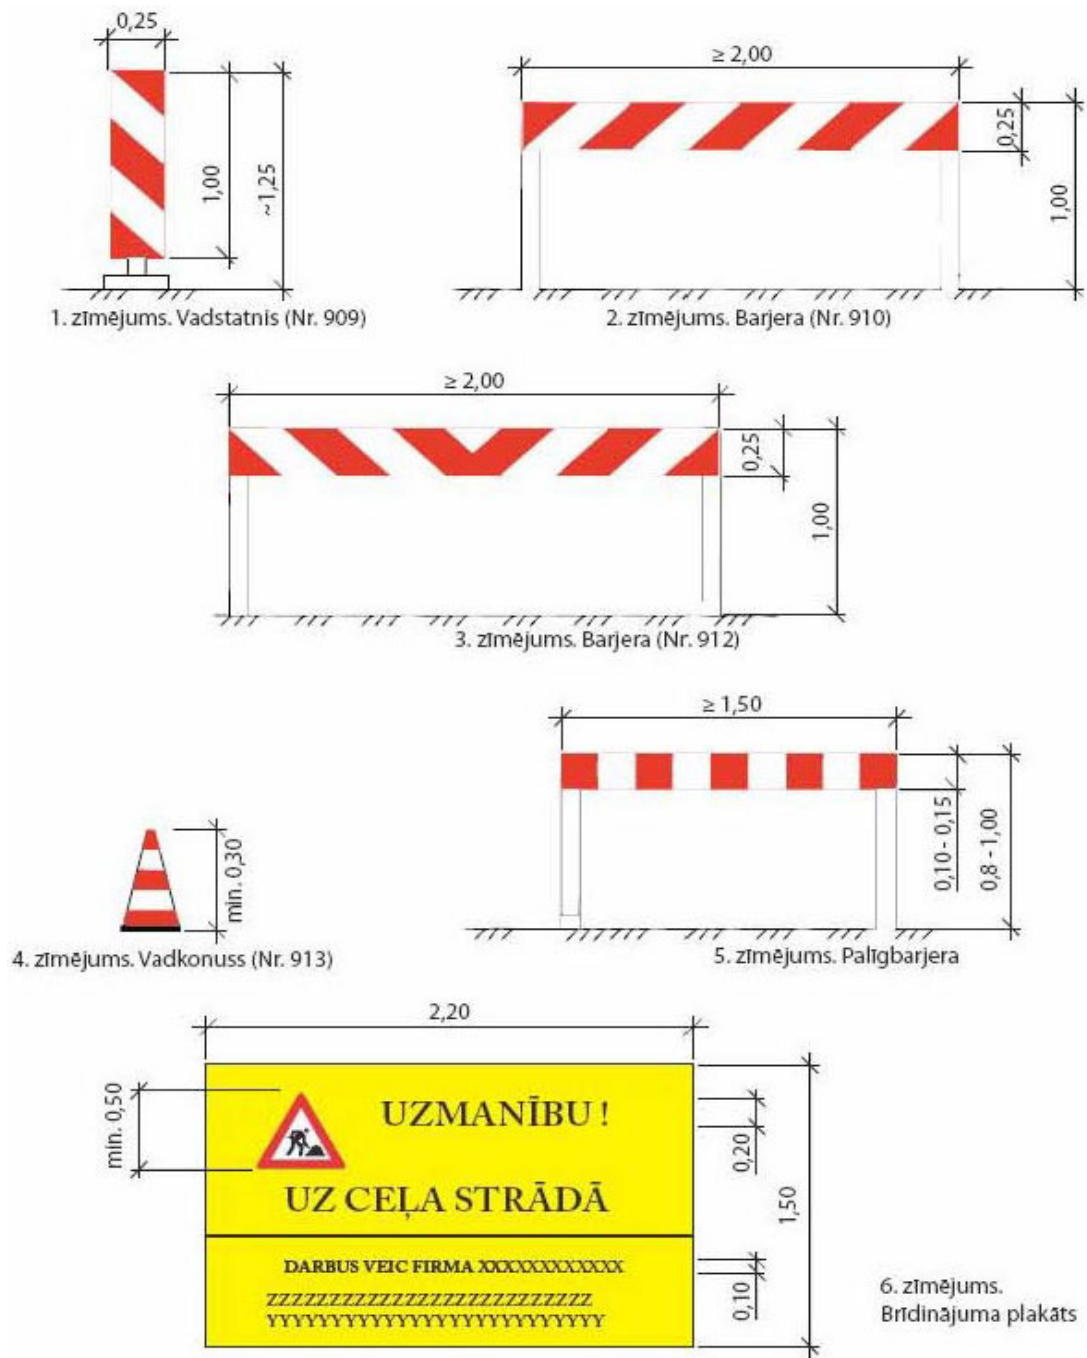 0,25
1,00
~1,25
1. zīmējums. Vadstatnis (Nr. 909)
≥ 2,00
0,25
1,00
2. zīmējums. Barjera (Nr. 910)
≥ 2,00
0,25
1,00
3. zīmējums. Barjera (Nr. 912)
min. 0,30
4. zīmējums. Vadkonuss (Nr. 913)
≥ 1,50
0,10 - 0,15
0,8 - 1,00
5. zīmējums. Palīgbarjera
2,20
min. 0,50
UZMANĪBU !
0,20
UZ CEĻA STRĀDĀ
1,50
DARBUS VEIC FIRMA XXXXXXXXXXXX
0,10
ZZZZZZZZZZZZZZZZZZZZZZZZZ
YYYYYYYYYYYYYYYYYYYYYYYYYY
6. zīmējums.
Brīdinājuma plakāts